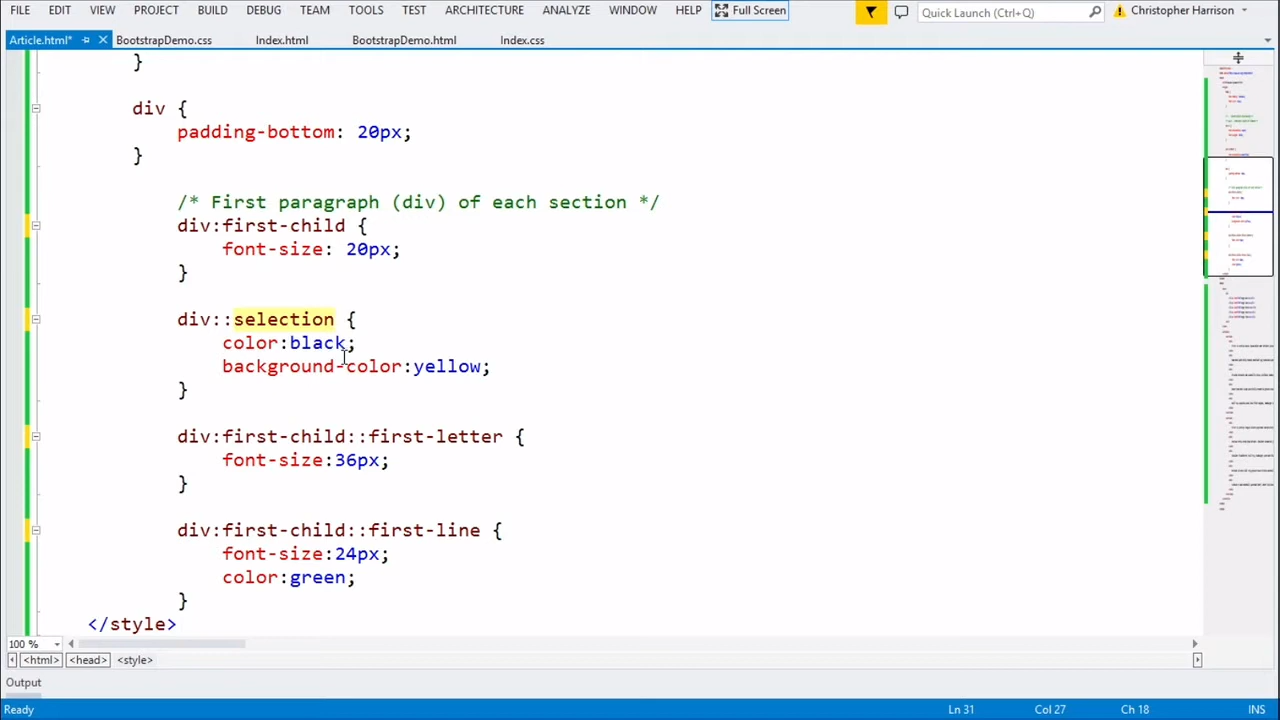 FILE EDIT VIEW PROJECT BUILD DEBUG TEAM TOOLS TEST ARCHITECTURE ANALYZE WINDOW HELP Full Screen Quick Launch (Ctrl+Q) Christopher Harrison
Article.html* BootstrapDemo.css Index.html BootstrapDemo.html Index.css
}
div {
padding-bottom: 20px;
}
/* First paragraph (div) of each section */
div:first-child {
font-size: 20px;
}
div::selection {
color:black;
background-color:yellow;
}
div:first-child::first-letter {
font-size:36px;
}
div:first-child::first-line {
font-size:24px;
color:green;
}
</style>
100 %
<html> <head> <style>
Output
Ready Ln 31 Col 27 Ch 18 INS